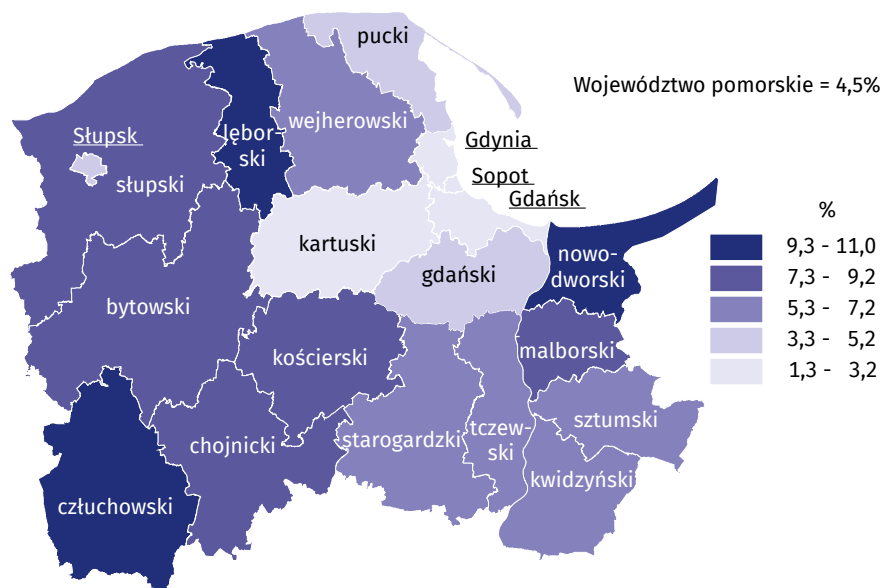 pucki
Województwo pomorskie = 4,5%
wejherowski
lębor-
ski
Gdynia
Słupsk
słupski
Sopot
Gdańsk
kartuski
nowo-
dworski
gdański
bytowski
kościerski
malborski
chojnicki
starogardzki
tczew-
ski
sztumski
kwidzyński
człuchowski
%
9,3 - 11,0
7,3 - 9,2
5,3 - 7,2
3,3 - 5,2
1,3 - 3,2